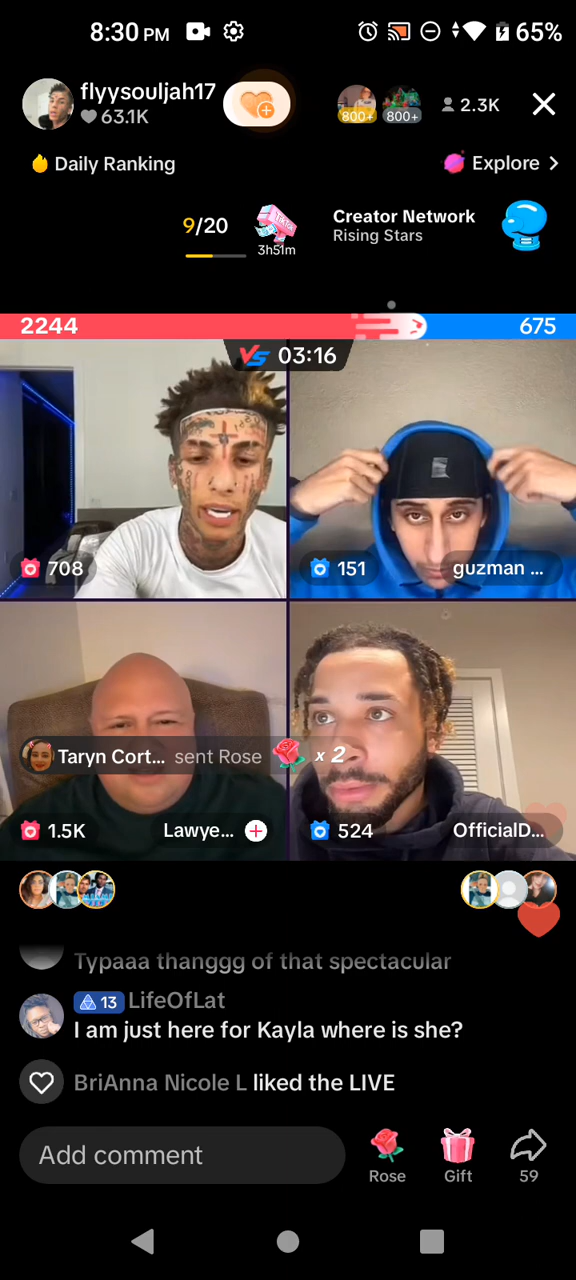 8:30 PM
65%
flyysouljah17
63.1K
800+
800+
2.3K
Daily Ranking
Explore >
9/20
TikTok
3h51m
Creator Network
Rising Stars
2244
675
VS 03:16
708
151
guzman ...
Taryn Cort... sent Rose x 2
1.5K
Lawye...
524
OfficialD...
Typaaa thanggg of that spectacular
13 LifeOfLat
I am just here for Kayla where is she?
BriAnna Nicole L liked the LIVE
Add comment
Rose
Gift
59